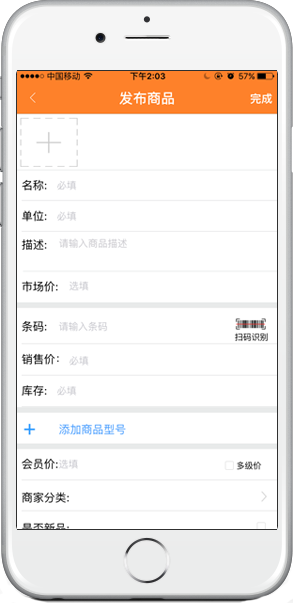 中国移动 下午2:03 57%
发布商品 完成
名称: 必填
单位: 必填
描述: 请输入商品描述
市场价: 选填
条码: 请输入条码
扫码识别
销售价: 必填
库存: 必填
+ 添加商品型号
会员价:选填 多级价
商家分类:
是否新品: